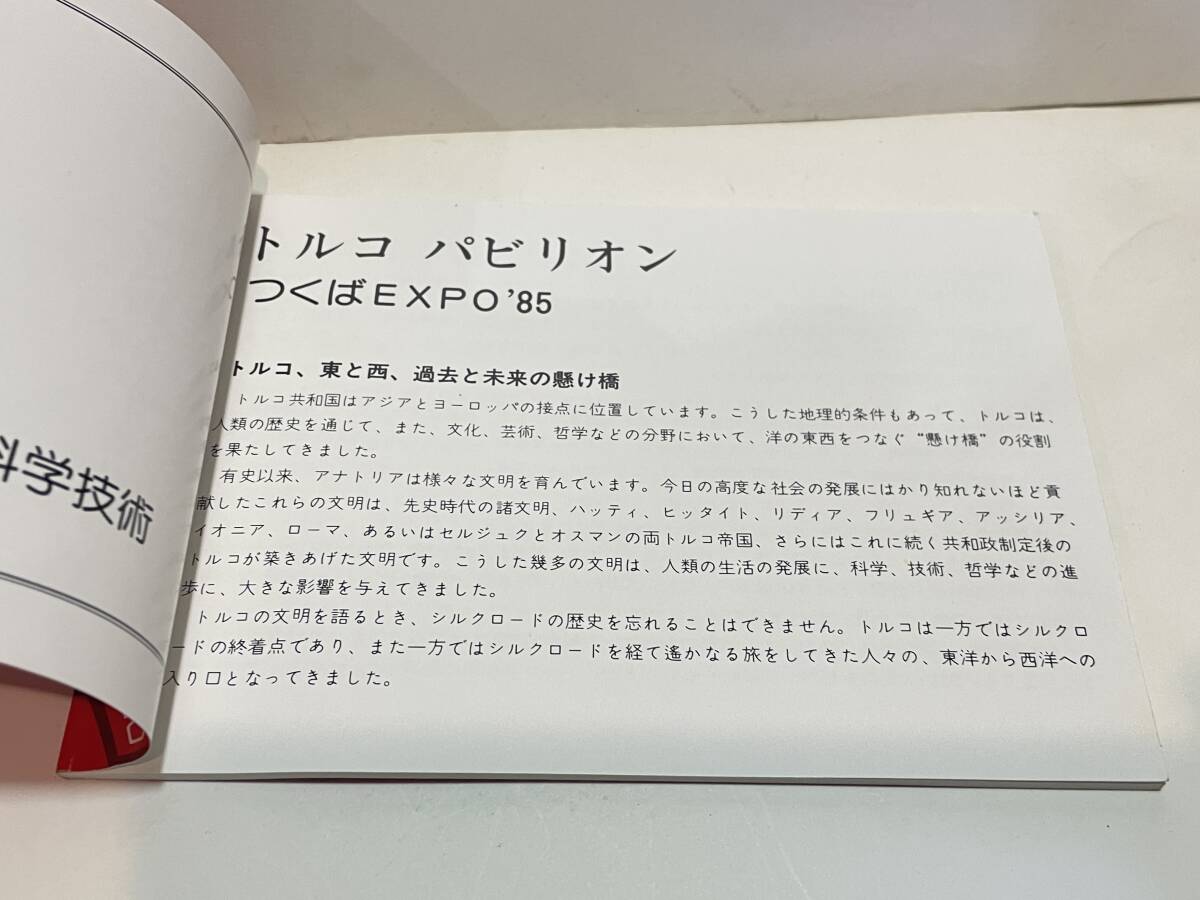 科学技術
トルコ パビリオン
つくばEXPO'85
トルコ、東と西、過去と未来の懸け橋
トルコ共和国はアジアとヨーロッパの接点に位置しています。こうした地理的条件もあって、トルコは、
人類の歴史を通じて、また、文化、芸術、哲学などの分野において、洋の東西をつなぐ“懸け橋”の役割
を果たしてきました。
有史以来、アナトリアは様々な文明を育んでいます。今日の高度な社会の発展にはかり知れないほど貢
献したこれらの文明は、先史時代の諸文明、ハッティ、ヒッタイト、リディア、フリュギア、アッシリア、
イオニア、ローマ、あるいはセルジュクとオスマンの両トルコ帝国、さらにはこれに続く共和政制定後の
トルコが築きあげた文明です。こうした幾多の文明は、人類の生活の発展に、科学、技術、哲学などの進
歩に、大きな影響を与えてきました。
トルコの文明を語るとき、シルクロードの歴史を忘れることはできません。トルコは一方ではシルクロ
ードの終着点であり、また一方ではシルクロードを経て遙かなる旅をしてきた人々の、東洋から西洋への
入り口となってきました。